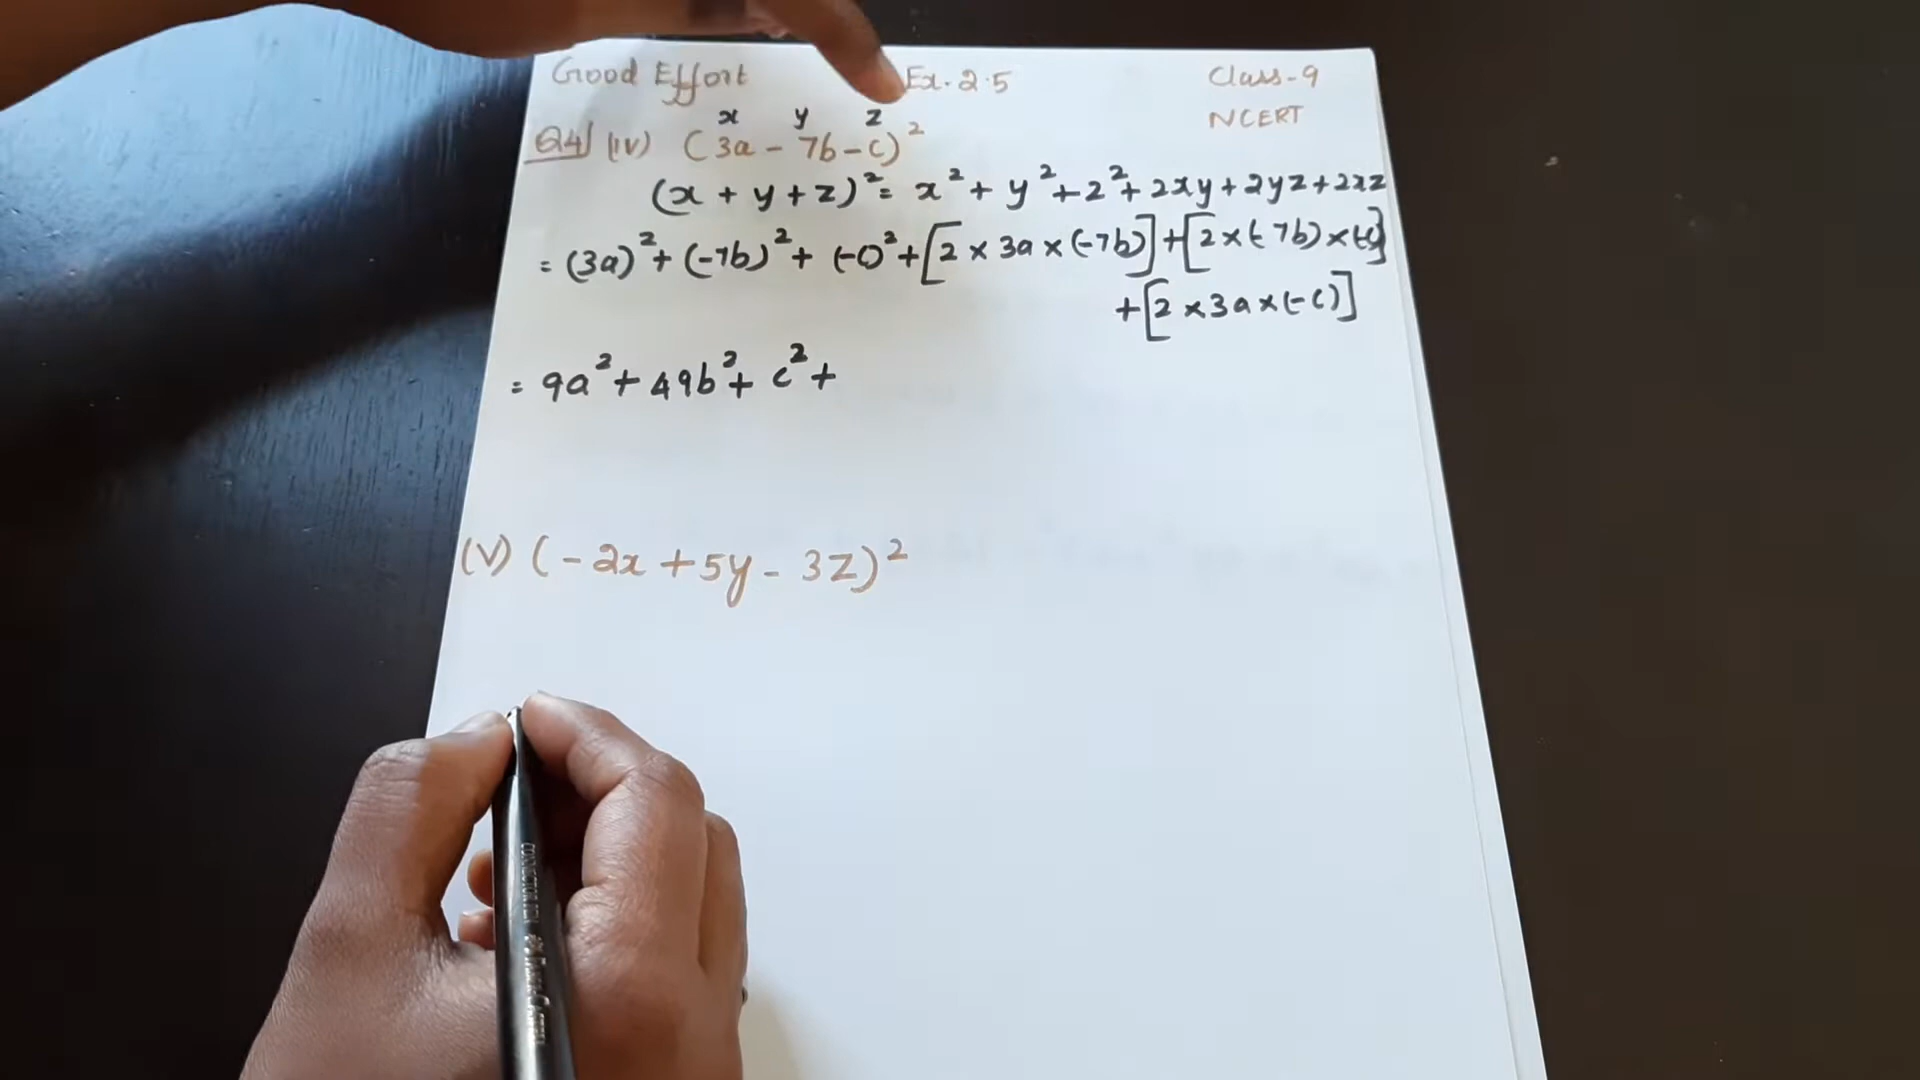 Good Effort Ex. 2.5 Class-9
NCERT
x y z
Q4 (iv) (3a - 7b - c)²
(x + y + z)² = x² + y² + z² + 2xy + 2yz + 2xz
= (3a)² + (-7b)² + (-c)² + [2 × 3a × (-7b)] + [2 × (-7b) × (-c)]
+ [2 × 3a × (-c)]
= 9a² + 49b² + c² +
(V) (-2x + 5y - 3z)²